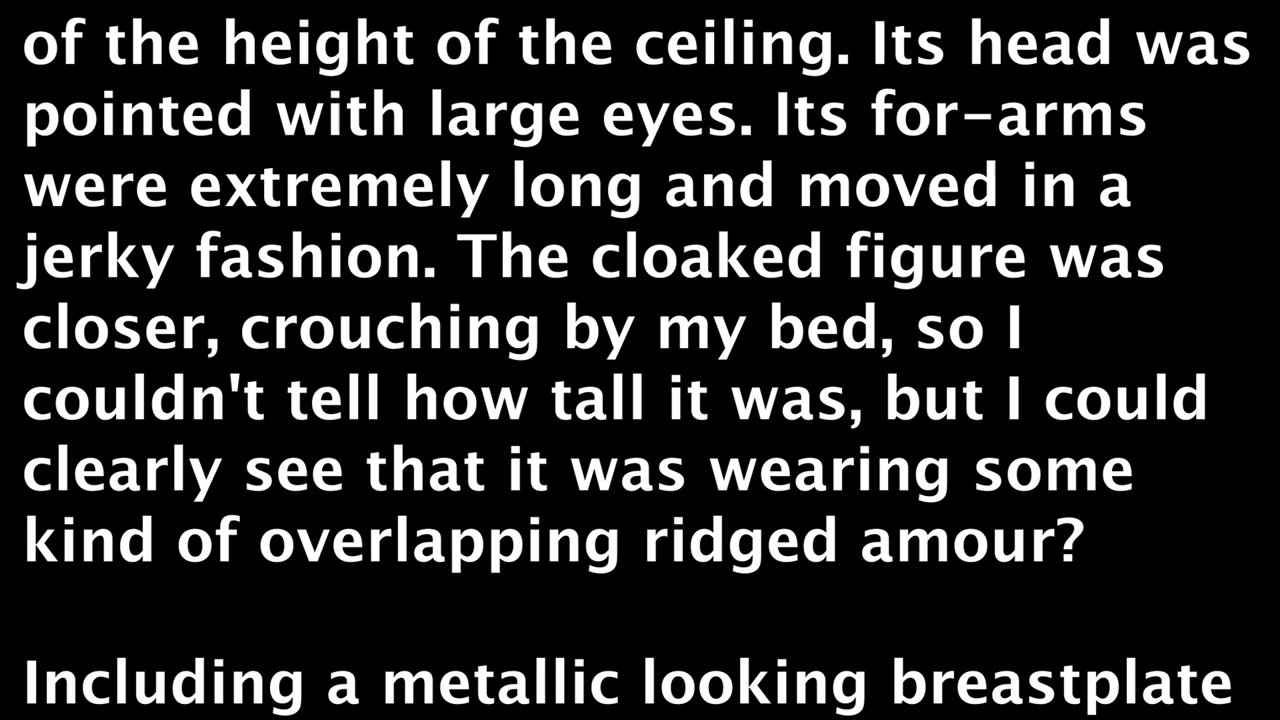 of the height of the ceiling. Its head was
pointed with large eyes. Its for-arms
were extremely long and moved in a
jerky fashion. The cloaked figure was
closer, crouching by my bed, so I
couldn't tell how tall it was, but I could
clearly see that it was wearing some
kind of overlapping ridged amour?
Including a metallic looking breastplate